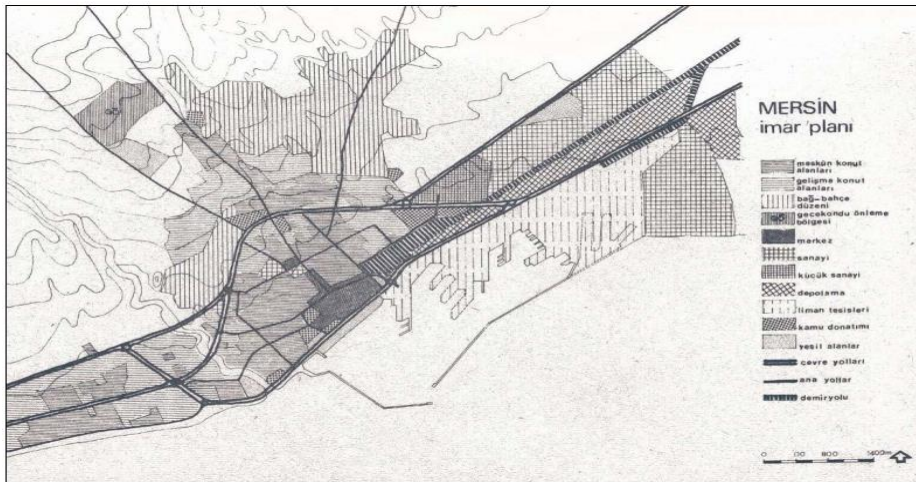 MERSİN
imar planı
meskûn konut
alanları
gelişme konut
alanları
bağ-bahçe
düzeni
gecekondu önleme
bölgesi
merkez
sanayi
küçük sanayi
depolama
liman tesisleri
kamu donatımı
yeşil alanlar
çevre yolları
ana yollar
demiryolu
0
800
1400m